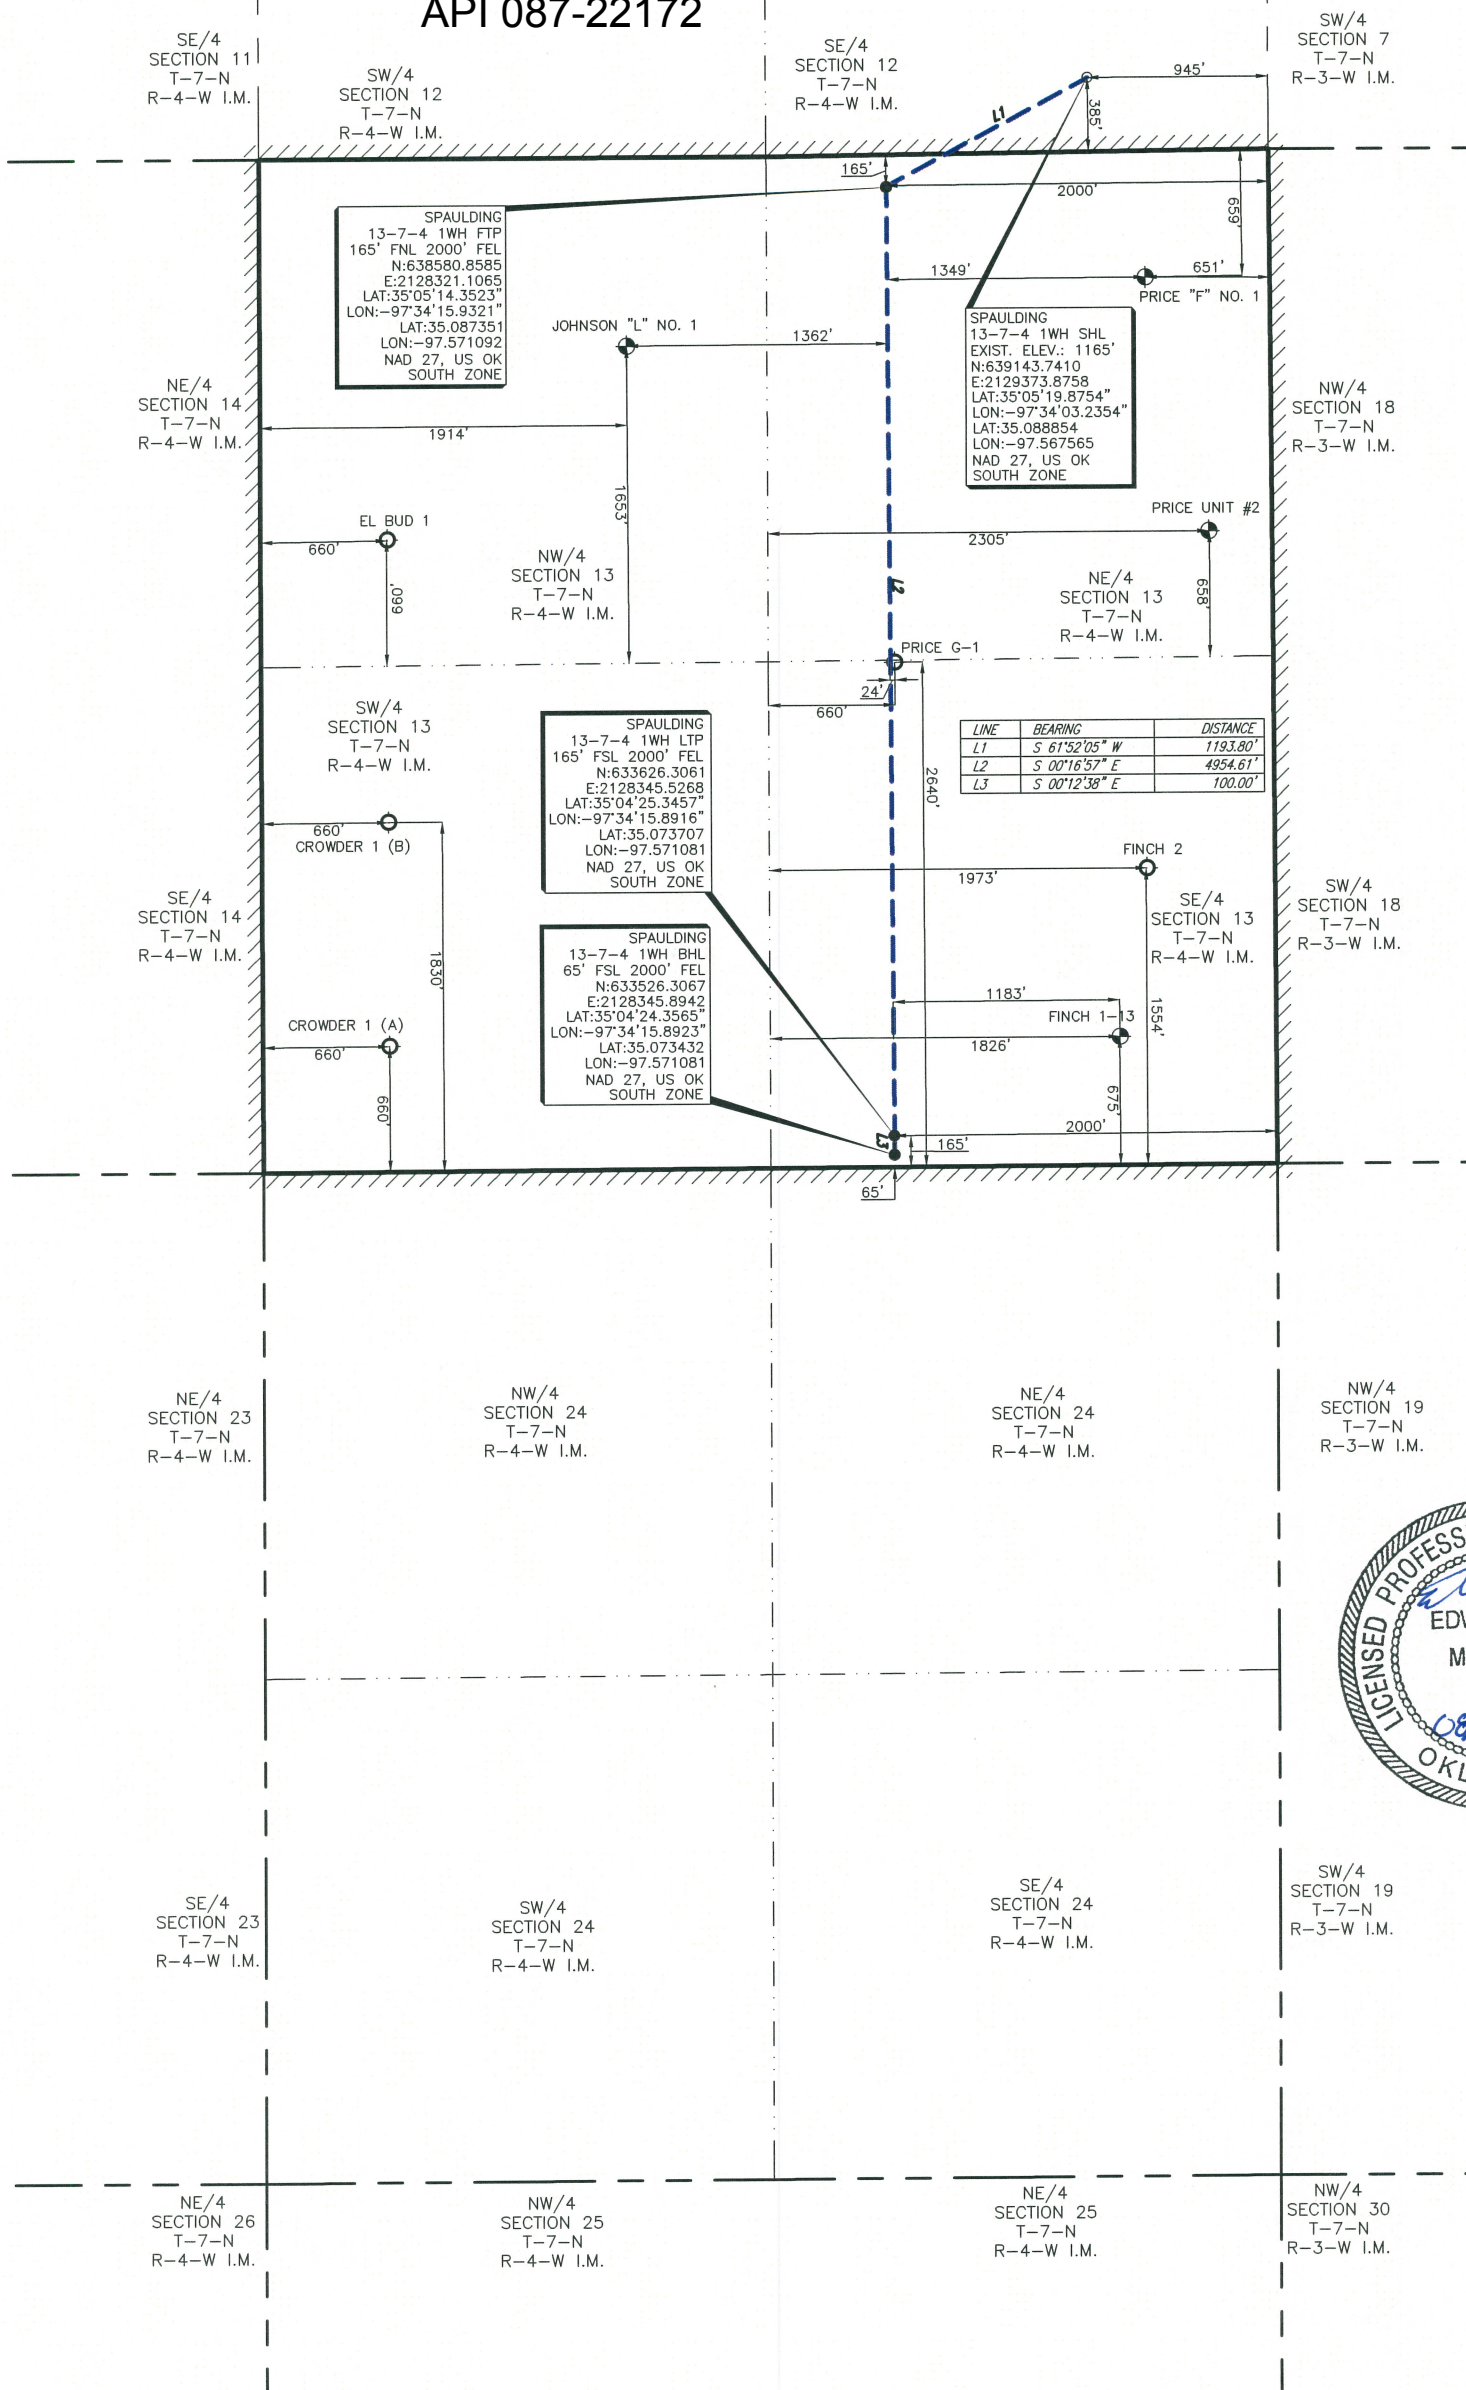 API 087-22172
SE/4
SECTION 11
T-7-N
R-4-W I.M.
SW/4
SECTION 12
T-7-N
R-4-W I.M.
SE/4
SECTION 12
T-7-N
R-4-W I.M.
SW/4
SECTION 7
T-7-N
R-3-W I.M.
945'
385'
L1
165'
2000'
659'
SPAULDING
13-7-4 1WH FTP
165' FNL 2000' FEL
N:638580.8585
E:2128321.1065
LAT:35°05'14.3523"
LON:-97°34'15.9321"
LAT:35.087351
LON:-97.571092
NAD 27, US OK
SOUTH ZONE
1349'
651'
PRICE "F" NO. 1
JOHNSON "L" NO. 1
1362'
SPAULDING
13-7-4 1WH SHL
EXIST. ELEV.: 1165'
N:639143.7410
E:2129373.8758
LAT:35°05'19.8754"
LON:-97°34'03.2354"
LAT:35.088854
LON:-97.567565
NAD 27, US OK
SOUTH ZONE
NE/4
SECTION 14
T-7-N
R-4-W I.M.
1914'
NW/4
SECTION 18
T-7-N
R-3-W I.M.
1653'
EL BUD 1
660'
660'
PRICE UNIT #2
2305'
658'
NW/4
SECTION 13
T-7-N
R-4-W I.M.
L2
NE/4
SECTION 13
T-7-N
R-4-W I.M.
PRICE G-1
24'
660'
2640'
SW/4
SECTION 13
T-7-N
R-4-W I.M.
SPAULDING
13-7-4 1WH LTP
165' FSL 2000' FEL
N:633626.3061
E:2128345.5268
LAT:35°04'25.3457"
LON:-97°34'15.8916"
LAT:35.073707
LON:-97.571081
NAD 27, US OK
SOUTH ZONE
LINE BEARING DISTANCE
L1 S 61°52'05" W 1193.80'
L2 S 00°16'57" E 4954.61'
L3 S 00°12'38" E 100.00'
660'
CROWDER 1 (B)
1830'
FINCH 2
1973'
SE/4
SECTION 14
T-7-N
R-4-W I.M.
SE/4
SECTION 13
T-7-N
R-4-W I.M.
SW/4
SECTION 18
T-7-N
R-3-W I.M.
SPAULDING
13-7-4 1WH BHL
65' FSL 2000' FEL
N:633526.3067
E:2128345.8942
LAT:35°04'24.3565"
LON:-97°34'15.8923"
LAT:35.073432
LON:-97.571081
NAD 27, US OK
SOUTH ZONE
1183'
1554'
FINCH 1-13
1826'
675'
CROWDER 1 (A)
660'
660'
2000'
L3
165'
65'
NE/4
SECTION 23
T-7-N
R-4-W I.M.
NW/4
SECTION 24
T-7-N
R-4-W I.M.
NE/4
SECTION 24
T-7-N
R-4-W I.M.
NW/4
SECTION 19
T-7-N
R-3-W I.M.
LICENSED PROFESS
EDW
M
OKL
SE/4
SECTION 23
T-7-N
R-4-W I.M.
SW/4
SECTION 24
T-7-N
R-4-W I.M.
SE/4
SECTION 24
T-7-N
R-4-W I.M.
SW/4
SECTION 19
T-7-N
R-3-W I.M.
NE/4
SECTION 26
T-7-N
R-4-W I.M.
NW/4
SECTION 25
T-7-N
R-4-W I.M.
NE/4
SECTION 25
T-7-N
R-4-W I.M.
NW/4
SECTION 30
T-7-N
R-3-W I.M.